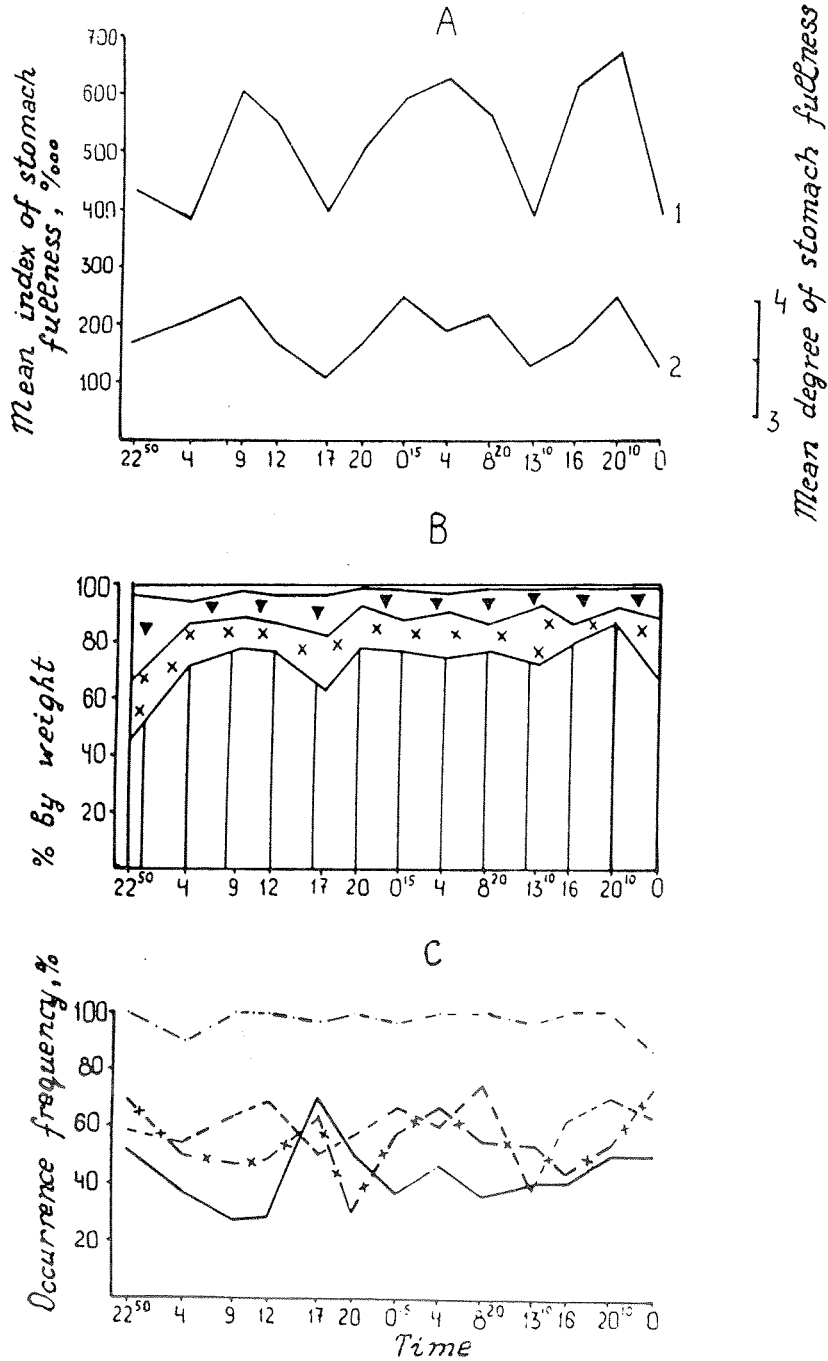 A
Mean index of stomach
fullness, %ooo
700
600
500
400
300
200
100
1
2
22⁵⁰ 4 9 12 17 20 0¹⁵ 4 8²⁰ 13¹⁰ 16 20¹⁰ 0
4
3
Mean degree of stomach fullness
B
% by weight
100
80
60
40
20
22⁵⁰ 4 9 12 17 20 0¹⁵ 4 8²⁰ 13¹⁰ 16 20¹⁰ 0
C
Occurrence frequency, %
100
80
60
40
20
22⁵⁰ 4 9 12 17 20 0¹⁵ 4 8²⁰ 13¹⁰ 16 20¹⁰ 0
Time